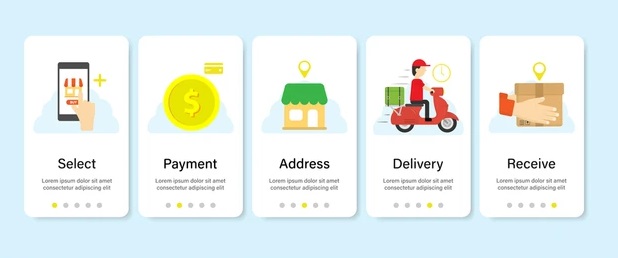 Select
Lorem ipsum dolor sit amet
consectetur adipiscing elit
Payment
Lorem ipsum dolor sit amet
consectetur adipiscing elit
Address
Lorem ipsum dolor sit amet
consectetur adipiscing elit
Delivery
Lorem ipsum dolor sit amet
consectetur adipiscing elit
Receive
Lorem ipsum dolor sit amet
consectetur adipiscing elit